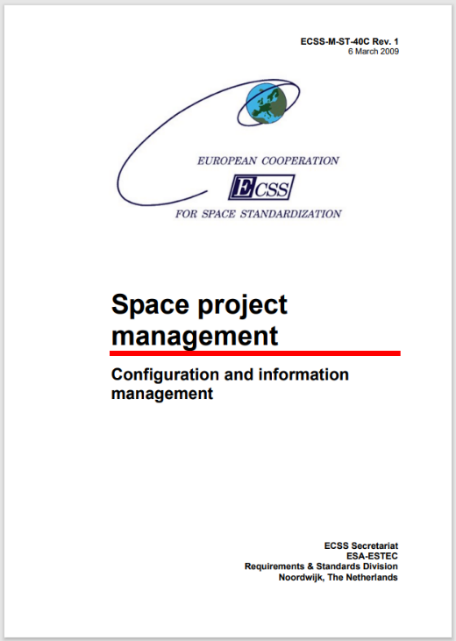 ECSS-M-ST-40C Rev. 1
6 March 2009
EUROPEAN COOPERATION
ECSS
FOR SPACE STANDARDIZATION
Space project
management
Configuration and information
management
ECSS Secretariat
ESA-ESTEC
Requirements & Standards Division
Noordwijk, The Netherlands